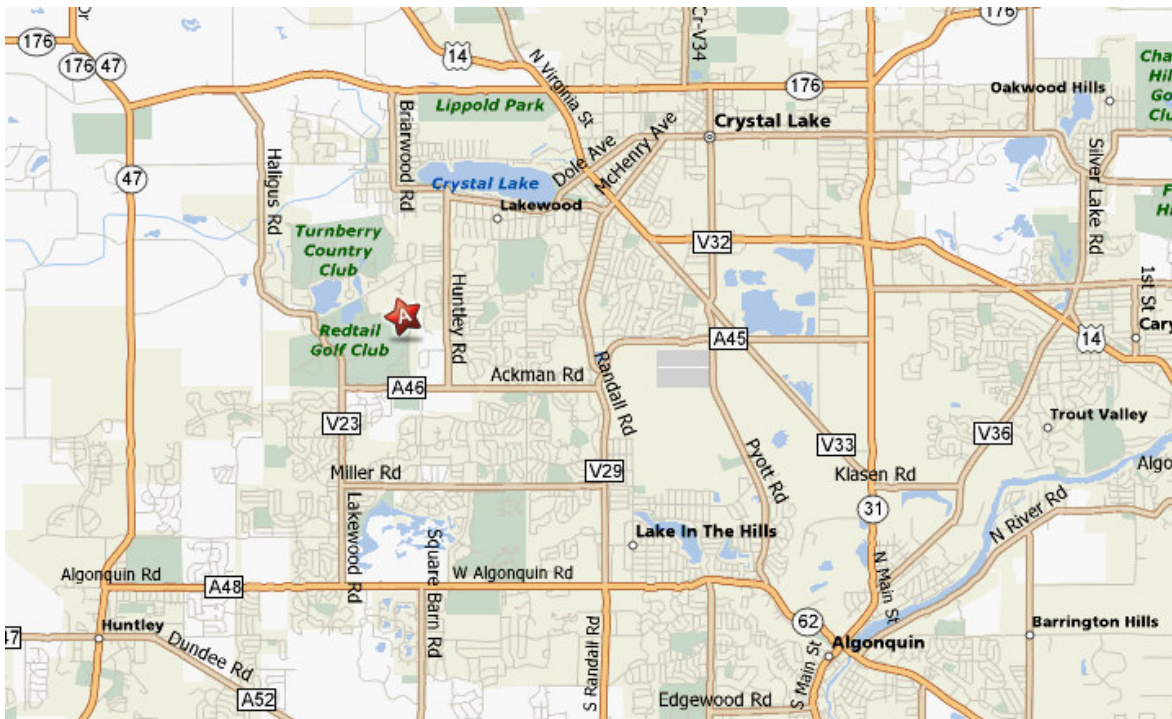 176
14
N Virginia St
Cr-V34
176
176
47
176
Lippold Park
Oakwood Hills
Briarwood Rd
Dole Ave
McHenry Ave
Crystal Lake
47
Haligus Rd
Crystal Lake
Lakewood
Silver Lake Rd
Turnberry
Country
Club
V32
Huntley Rd
1st St
A
Redtail
Golf Club
A45
14
Ackman Rd
A46
Randall Rd
V23
Trout Valley
V33
V36
Miller Rd
V29
Pyott Rd
Klasen Rd
31
N River Rd
Lakewood Rd
Square Barn Rd
Lake In The Hills
Algonquin Rd
A48
W Algonquin Rd
N Main St
62
Huntley
Dundee Rd
S Randall Rd
Algonquin
Barrington Hills
S Main St
A52
Edgewood Rd